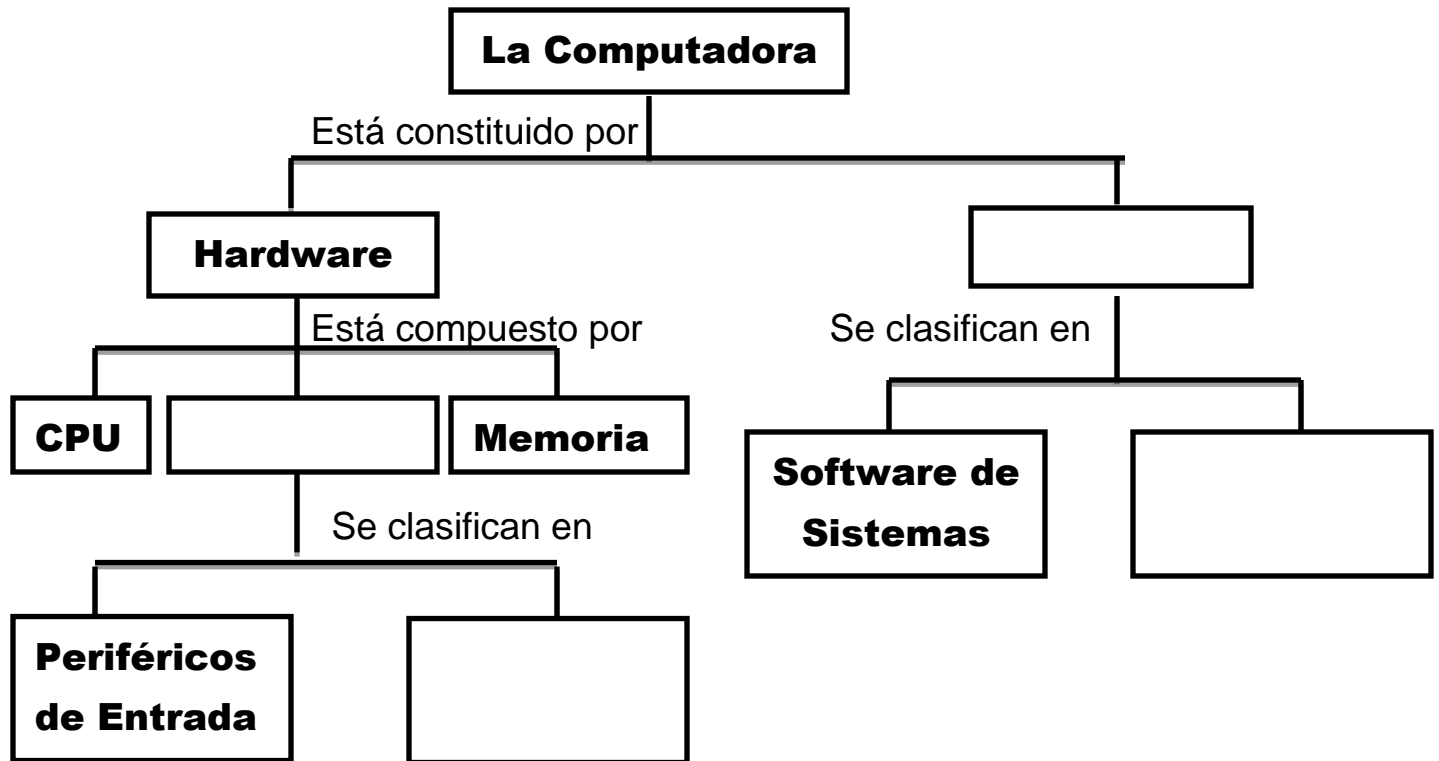 La Computadora
Está constituido por
Hardware
Está compuesto por
Se clasifican en
CPU
Memoria
Software de
Sistemas
Se clasifican en
Periféricos
de Entrada